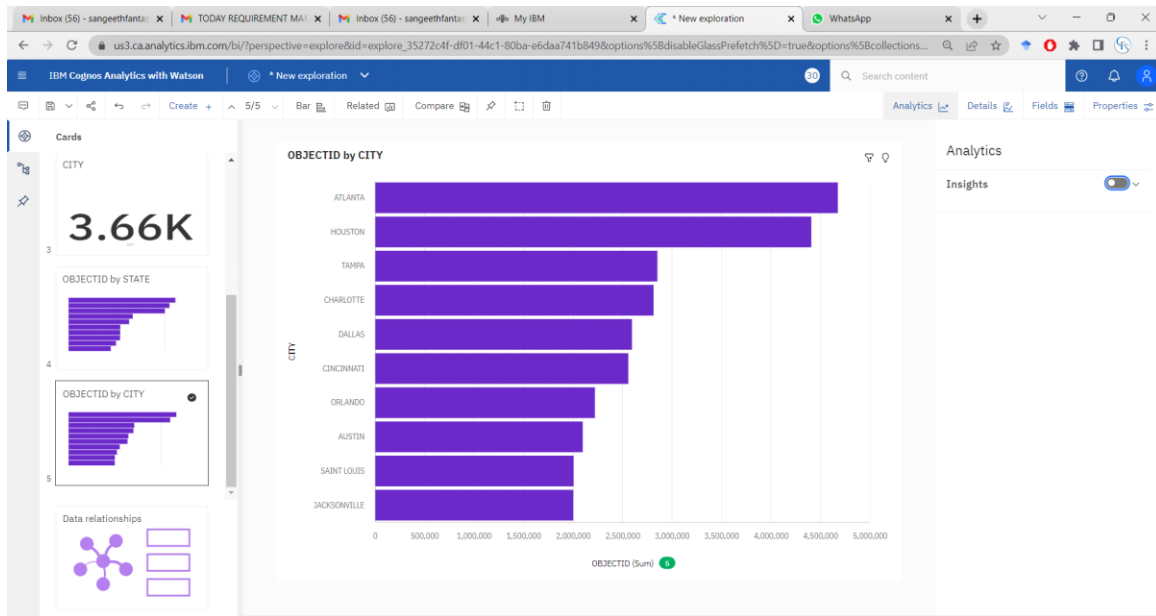 Inbox (56) - sangeethfantas
TODAY REQUIREMENT MA
Inbox (56) - sangeethfantas
My IBM
* New exploration
WhatsApp
us3.ca.analytics.ibm.com/bi/?perspective=explore&id=explore_35272c4f-df01-44c1-80ba-e6daa741b849&options%5BdisableGlassPrefetch%5D=true&options%5Bcollections...
IBM Cognos Analytics with Watson
* New exploration
30
Search content
Create +
5/5
Bar
Related
Compare
Analytics
Details
Fields
Properties
Cards
CITY
3.66K
3
OBJECTID by STATE
4
OBJECTID by CITY
5
Data relationships
OBJECTID by CITY
CITY
ATLANTA
HOUSTON
TAMPA
CHARLOTTE
DALLAS
CINCINNATI
ORLANDO
AUSTIN
SAINT LOUIS
JACKSONVILLE
0 500,000 1,000,000 1,500,000 2,000,000 2,500,000 3,000,000 3,500,000 4,000,000 4,500,000 5,000,000
OBJECTID (Sum) 5
Analytics
Insights